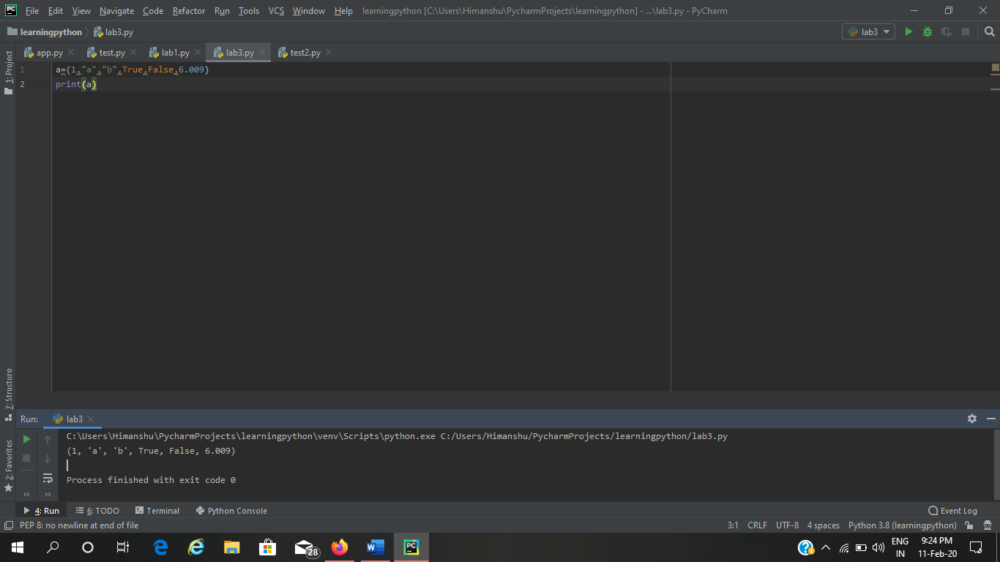 PC File Edit View Navigate Code Refactor Run Tools VCS Window Help learningpython [C:\Users\Himanshu\PycharmProjects\learningpython] - ...\lab3.py - PyCharm
learningpython lab3.py lab3
app.py test.py lab1.py lab3.py test2.py
1: Project
1 a=(1,"a","b",True,False,6.009)
2 print(a)
7: Structure
2: Favorites
Run: lab3
C:\Users\Himanshu\PycharmProjects\learningpython\venv\Scripts\python.exe C:/Users/Himanshu/PycharmProjects/learningpython/lab3.py
(1, 'a', 'b', True, False, 6.009)
Process finished with exit code 0
4: Run 6: TODO Terminal Python Console Event Log
PEP 8: no newline at end of file 3:1 CRLF UTF-8 4 spaces Python 3.8 (learningpython)
28 W PC ENG 9:24 PM
IN 11-Feb-20